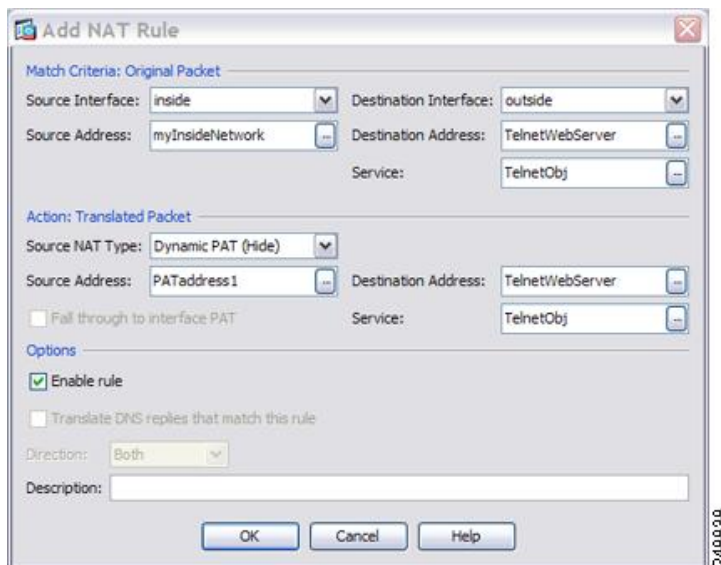 Add NAT Rule
Match Criteria: Original Packet
Source Interface: inside Destination Interface: outside
Source Address: myInsideNetwork ... Destination Address: TelnetWebServer ...
Service: TelnetObj ...
Action: Translated Packet
Source NAT Type: Dynamic PAT (Hide)
Source Address: PATaddress1 ... Destination Address: TelnetWebServer ...
Fall through to interface PAT Service: TelnetObj ...
Options
Enable rule
Translate DNS replies that match this rule
Direction: Both
Description:
OK Cancel Help